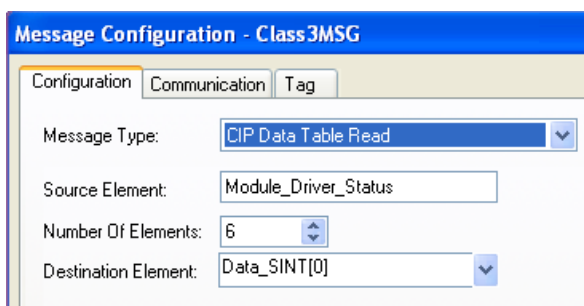 Message Configuration - Class3MSG
Configuration Communication Tag
Message Type: CIP Data Table Read
Source Element: Module_Driver_Status
Number Of Elements: 6
Destination Element: Data_SINT[0]